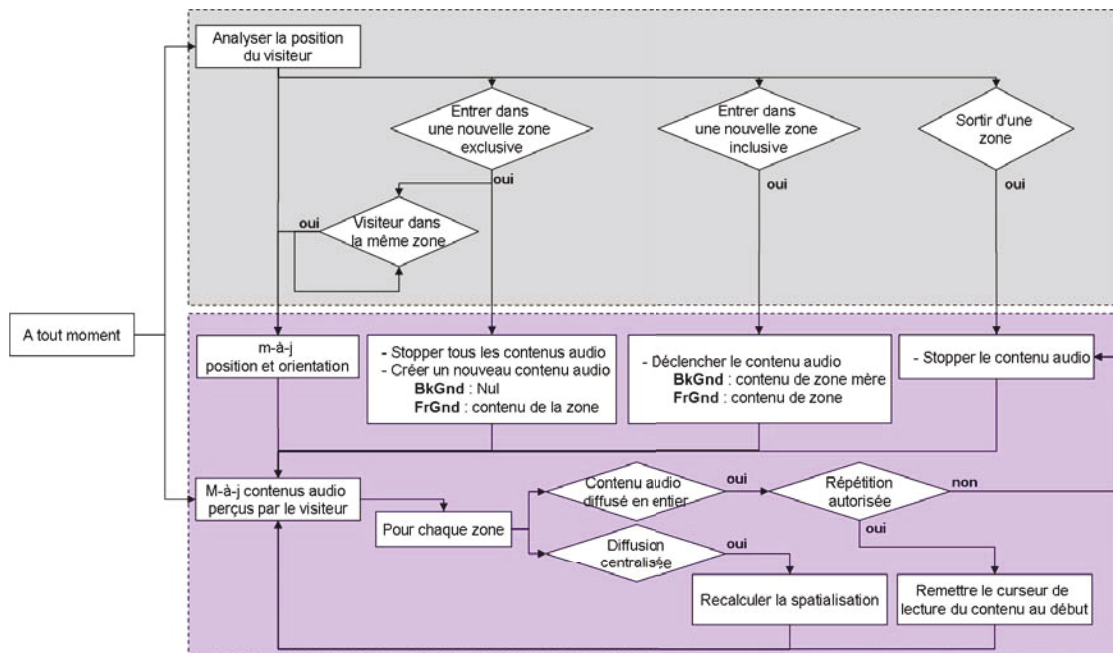 Analyser la position
du visiteur
Entrer dans
une nouvelle zone
exclusive
Entrer dans
une nouvelle zone
inclusive
Sortir d'une
zone
oui
oui
oui
oui
Visiteur dans
la même zone
A tout moment
m-à-j
position et orientation
- Stopper tous les contenus audio
- Créer un nouveau contenu audio
BkGnd : Nul
FrGnd : contenu de la zone
- Déclencher le contenu audio
BkGnd : contenu de zone mère
FrGnd : contenu de zone
- Stopper le contenu audio
M-à-j contenus audio
perçus par le visiteur
Pour chaque zone
Contenu audio
diffusé en entier
oui
Répétition
autorisée
non
oui
Diffusion
centralisée
oui
Recalculer la spatialisation
Remettre le curseur de
lecture du contenu au début